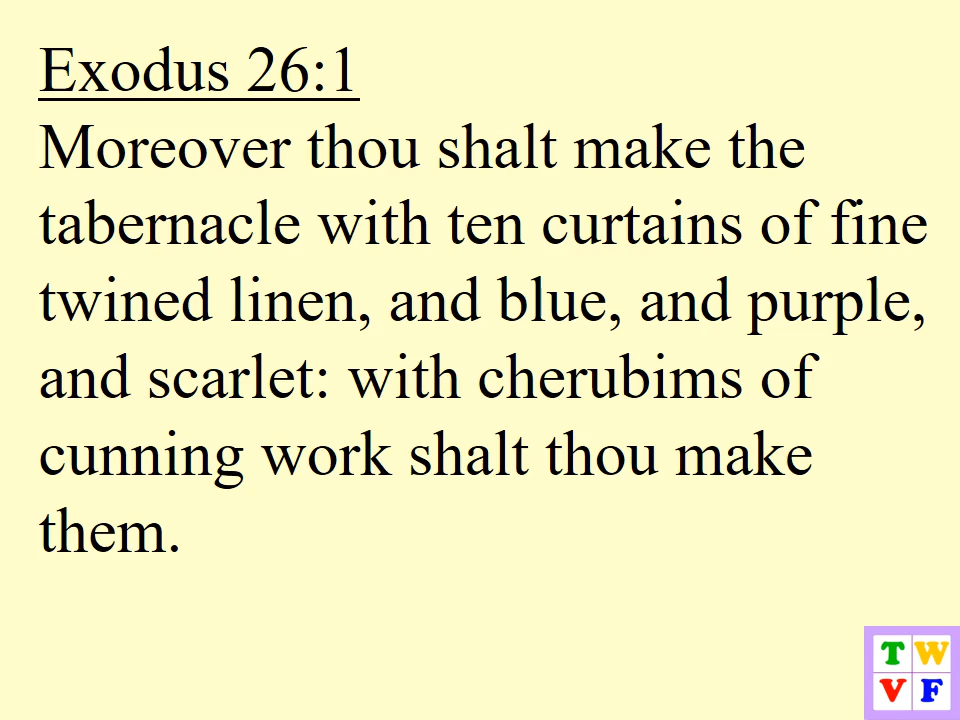 Exodus 26:1
Moreover thou shalt make the
tabernacle with ten curtains of fine
twined linen, and blue, and purple,
and scarlet: with cherubims of
cunning work shalt thou make
them.
T W
V F